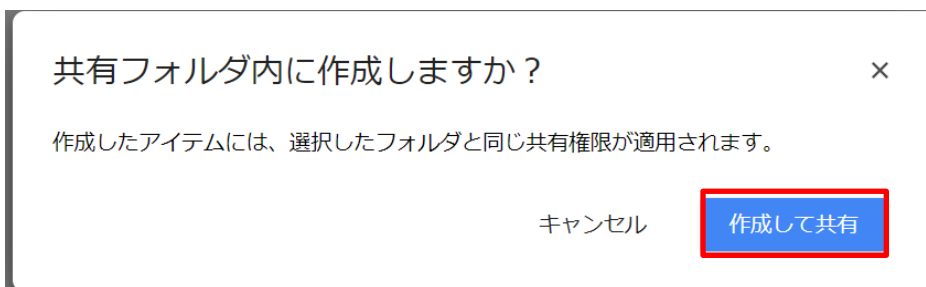 共有フォルダ内に作成しますか？
作成したアイテムには、選択したフォルダと同じ共有権限が適用されます。
キャンセル 作成して共有